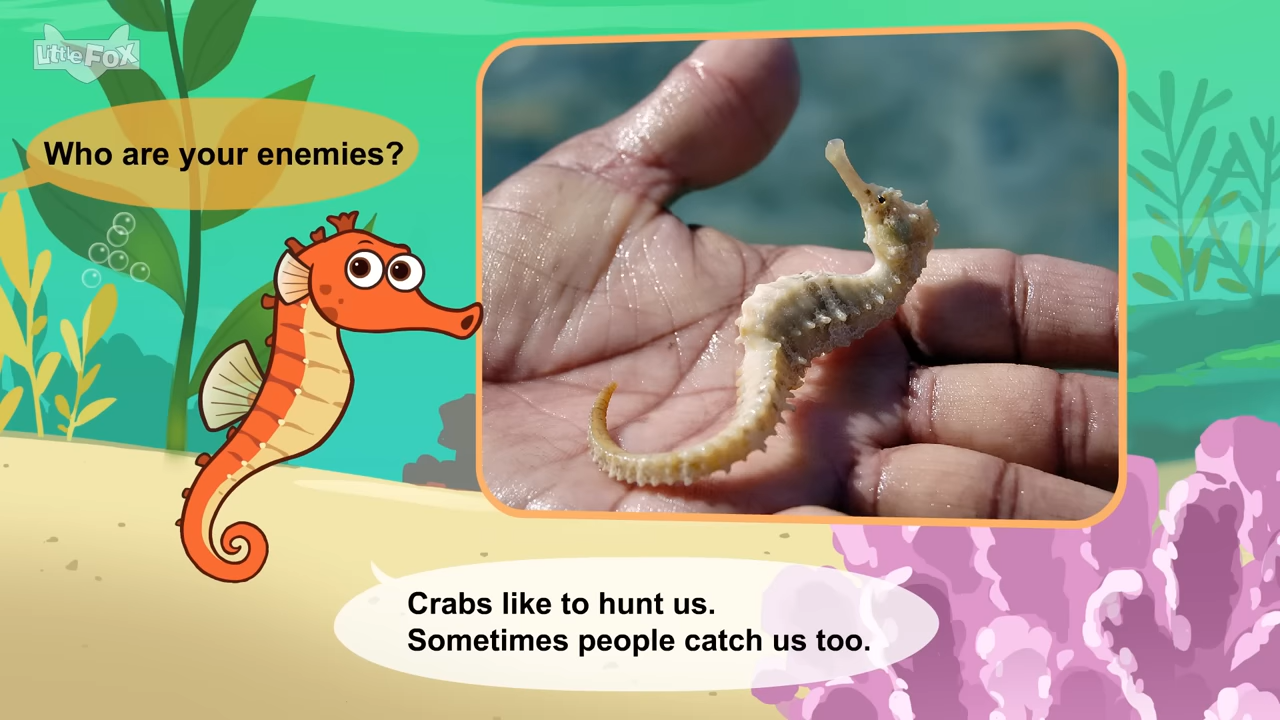 Little Fox
Who are your enemies?
Crabs like to hunt us.
Sometimes people catch us too.